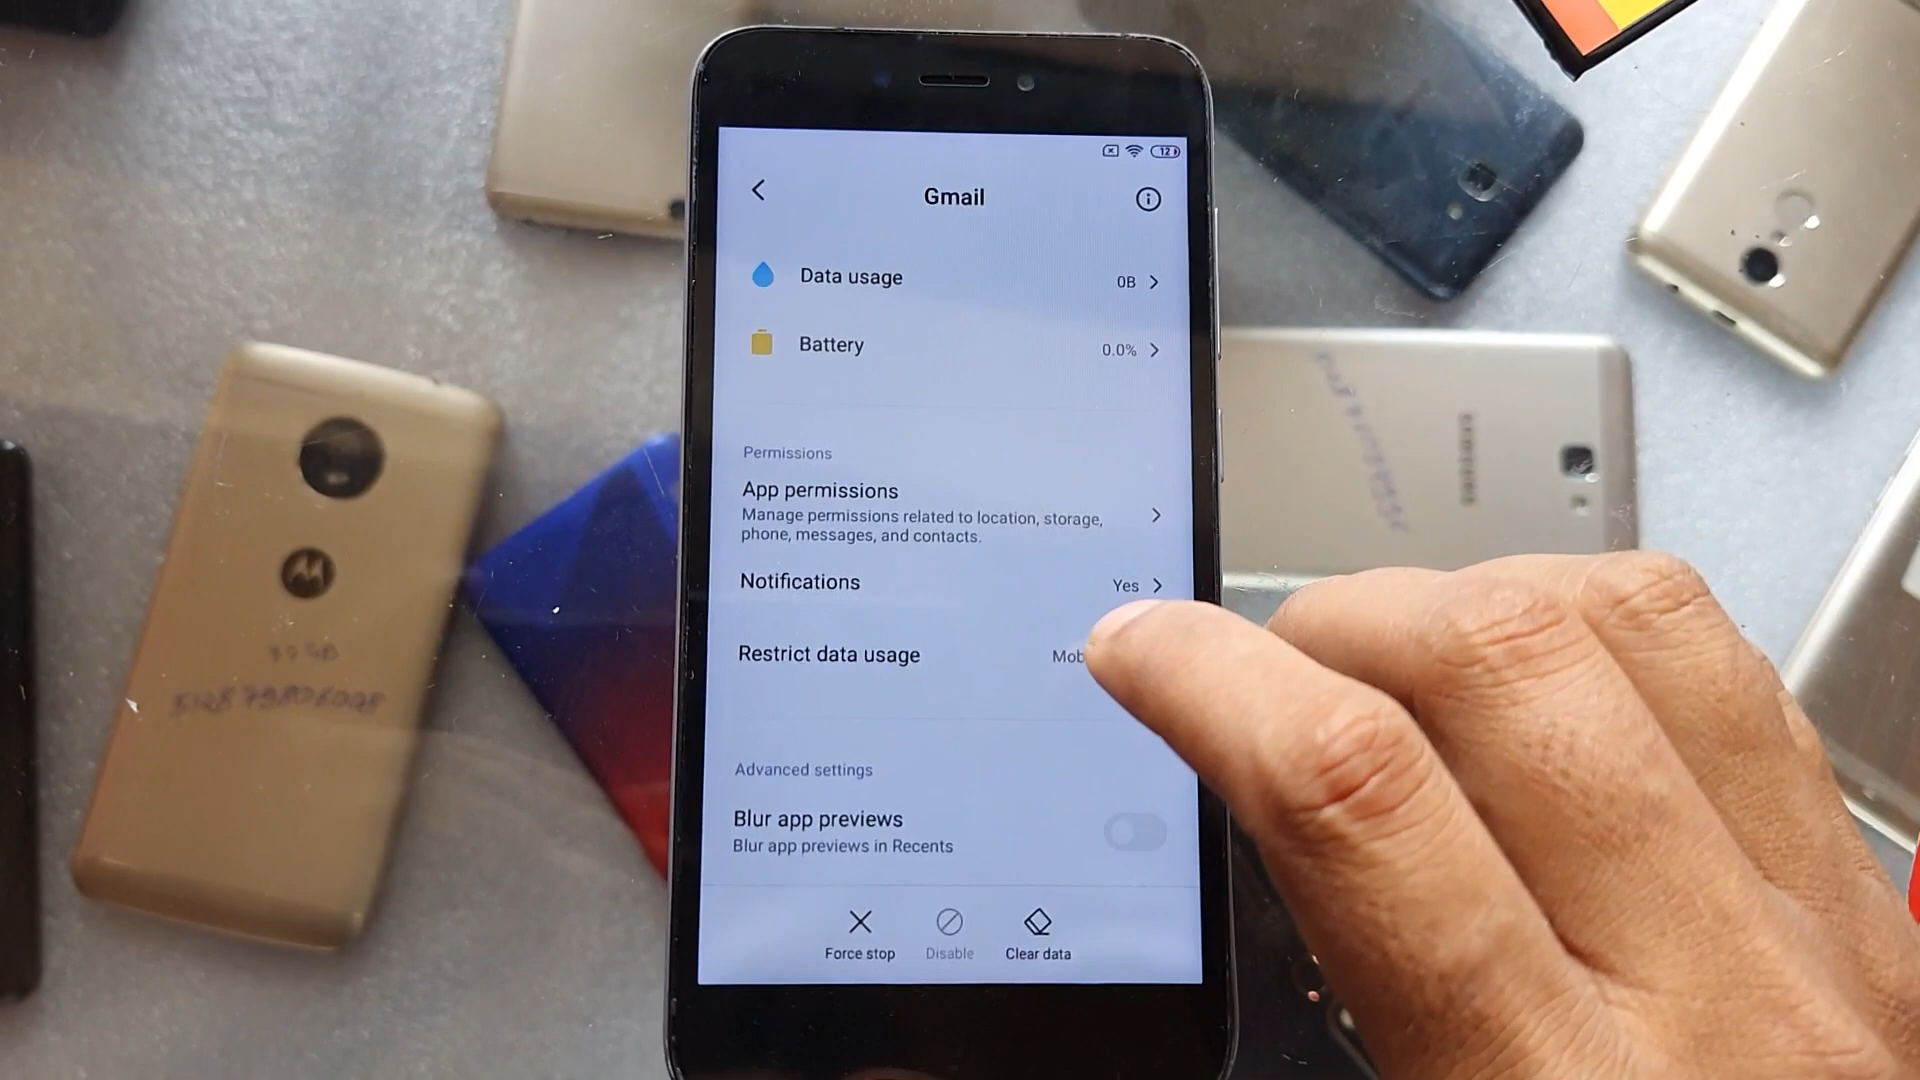 12
Gmail
Data usage
0B
Battery
0.0%
Permissions
App permissions
Manage permissions related to location, storage,
phone, messages, and contacts.
Notifications
Yes
Restrict data usage
Mob
Advanced settings
Blur app previews
Blur app previews in Recents
Force stop
Disable
Clear data
SAMSUNG